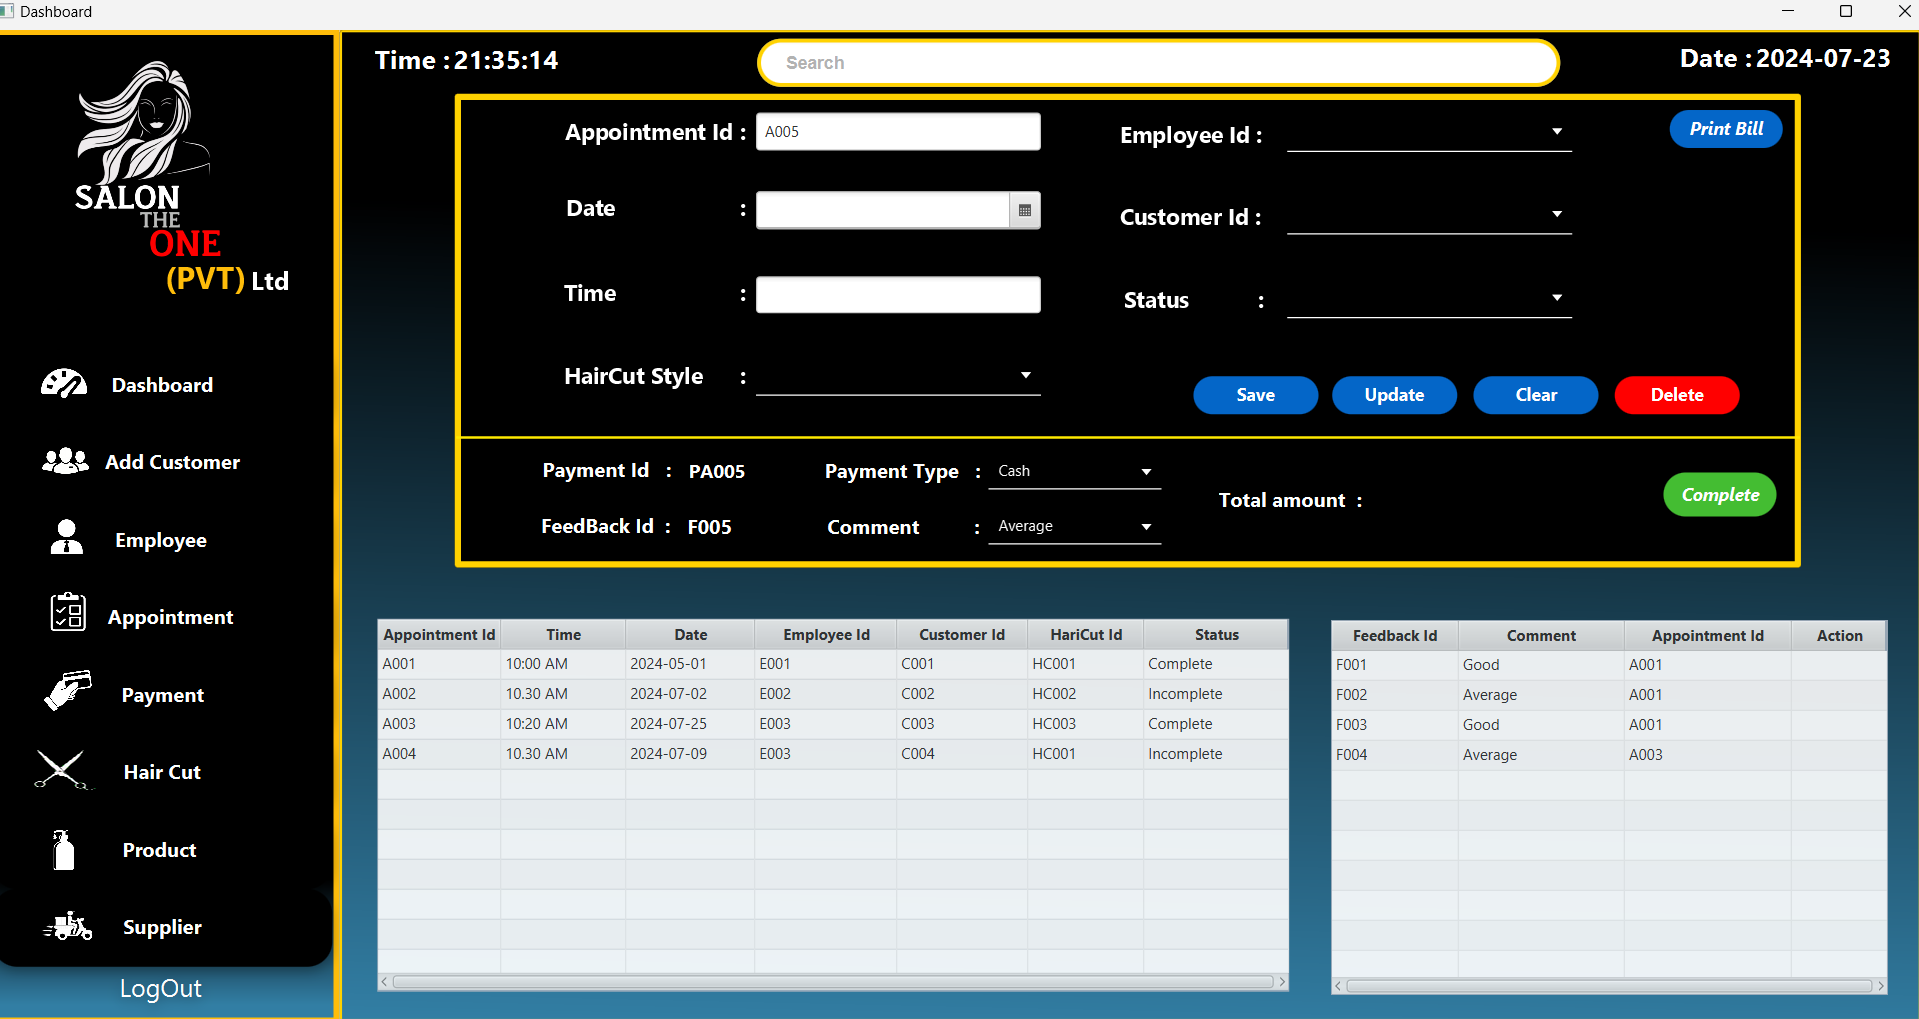 Dashboard
SALON
THE
ONE
(PVT) Ltd
Dashboard
Add Customer
Employee
Appointment
Payment
Hair Cut
Product
Supplier
LogOut
Time : 21:35:14
Search
Date : 2024-07-23
Appointment Id : A005
Employee Id :
Print Bill
Date :
Customer Id :
Time :
Status :
HairCut Style :
Save Update Clear Delete
Payment Id : PA005 Payment Type : Cash
Total amount :
Complete
FeedBack Id : F005 Comment : Average
Appointment Id Time Date Employee Id Customer Id HariCut Id Status
A001 10:00 AM 2024-05-01 E001 C001 HC001 Complete
A002 10.30 AM 2024-07-02 E002 C002 HC002 Incomplete
A003 10:20 AM 2024-07-25 E003 C003 HC003 Complete
A004 10.30 AM 2024-07-09 E003 C004 HC001 Incomplete
Feedback Id Comment Appointment Id Action
F001 Good A001
F002 Average A001
F003 Good A001
F004 Average A003